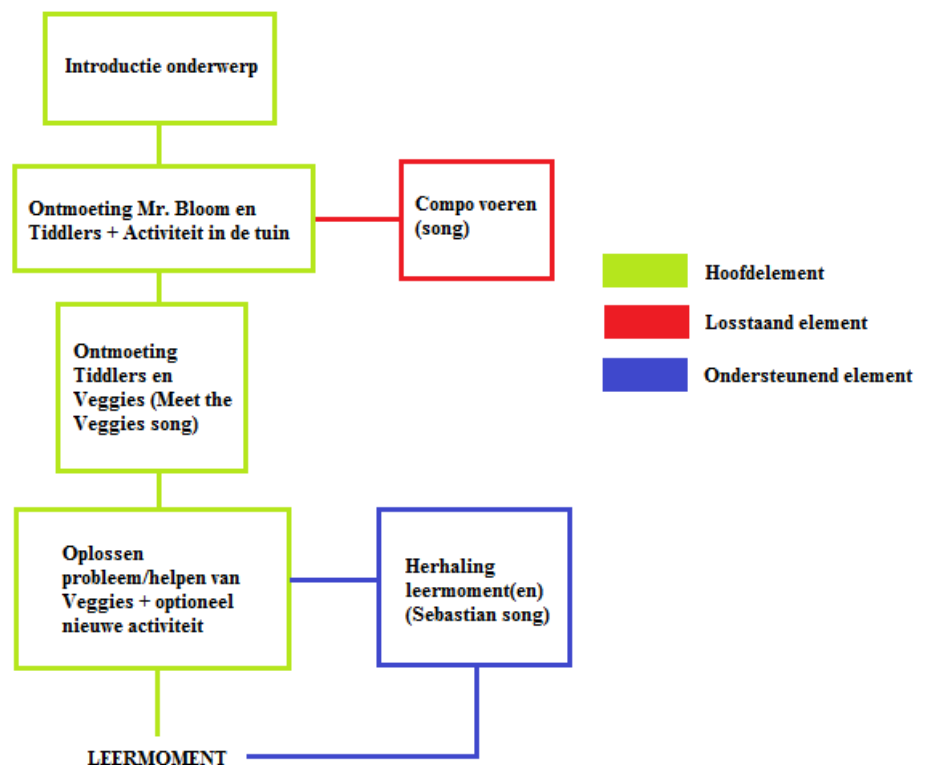 Introductie onderwerp
Ontmoeting Mr. Bloom en
Tiddlers + Activiteit in de tuin
Compo voeren
(song)
Hoofdelement
Losstaand element
Ondersteunend element
Ontmoeting
Tiddlers en
Veggies (Meet the
Veggies song)
Oplossen
probleem/helpen van
Veggies + optioneel
nieuwe activiteit
Herhaling
leermoment(en)
(Sebastian song)
LEERMOMENT